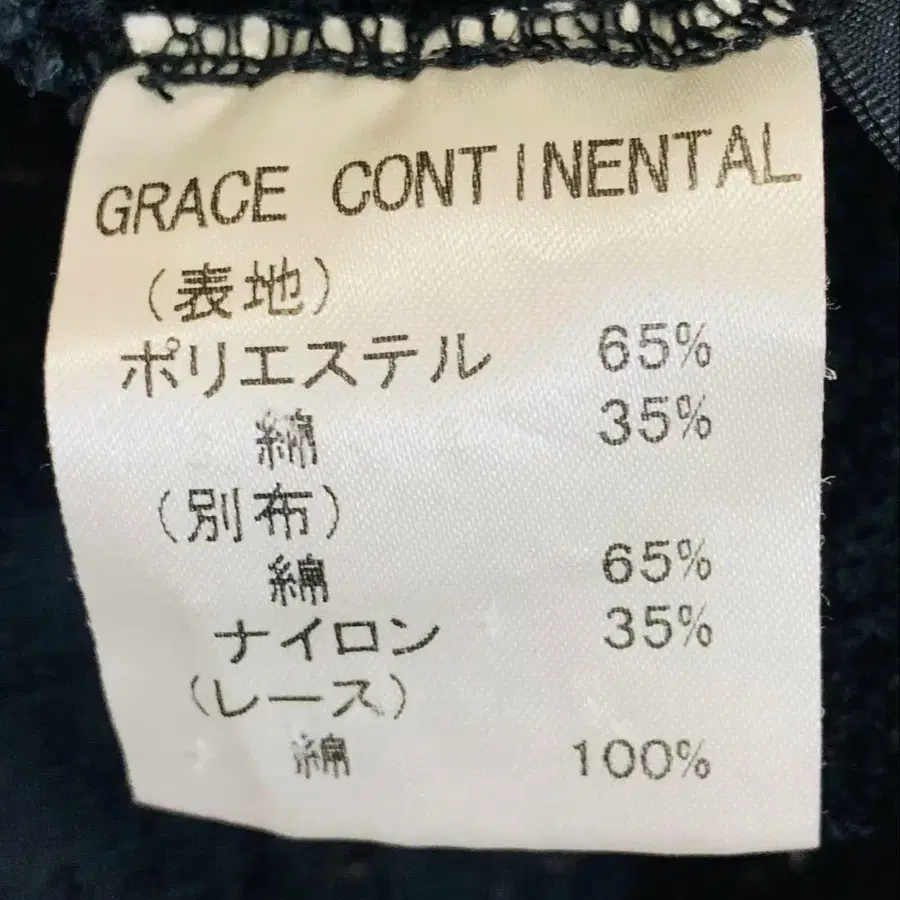 GRACE CONTINENTAL
(表地)
ポリエステル 65%
綿 35%
(別布)
綿 65%
ナイロン 35%
(レース)
綿 100%